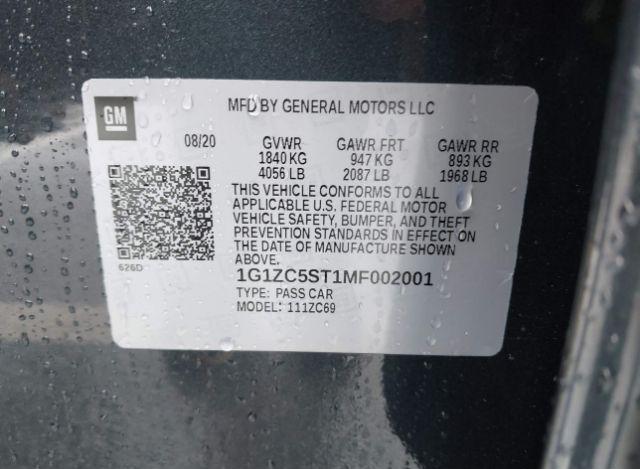 GM
MFD BY GENERAL MOTORS LLC
08/20 GVWR GAWR FRT GAWR RR
1840 KG 947 KG 893 KG
4056 LB 2087 LB 1968 LB
THIS VEHICLE CONFORMS TO ALL
APPLICABLE U.S. FEDERAL MOTOR
VEHICLE SAFETY, BUMPER, AND THEFT
PREVENTION STANDARDS IN EFFECT ON
THE DATE OF MANUFACTURE SHOWN
ABOVE.
626D
1G1ZC5ST1MF002001
TYPE: PASS CAR
MODEL: 111ZC69